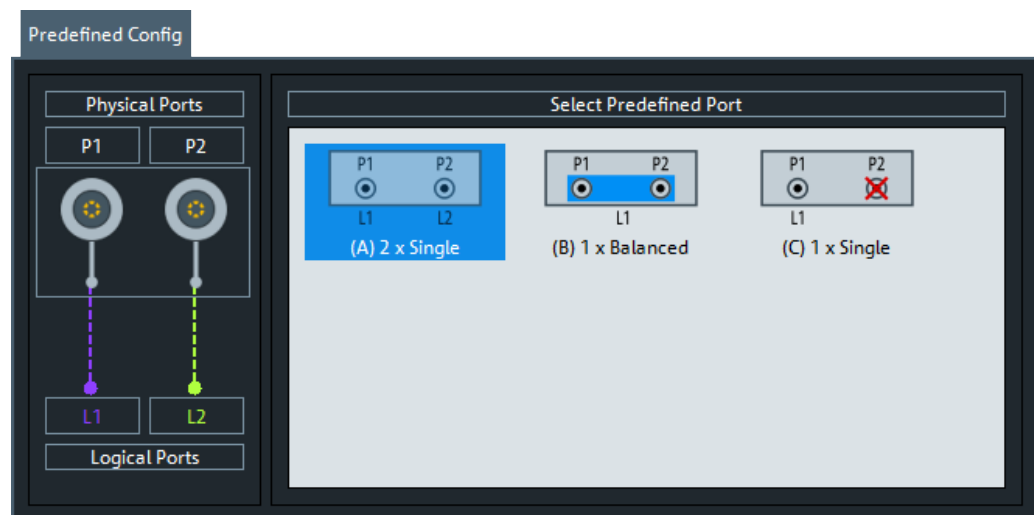 Predefined Config
Physical Ports
P1 P2
L1 L2
Logical Ports
Select Predefined Port
P1 P2
L1 L2
(A) 2 x Single
P1 P2
L1
(B) 1 x Balanced
P1 P2
L1
(C) 1 x Single